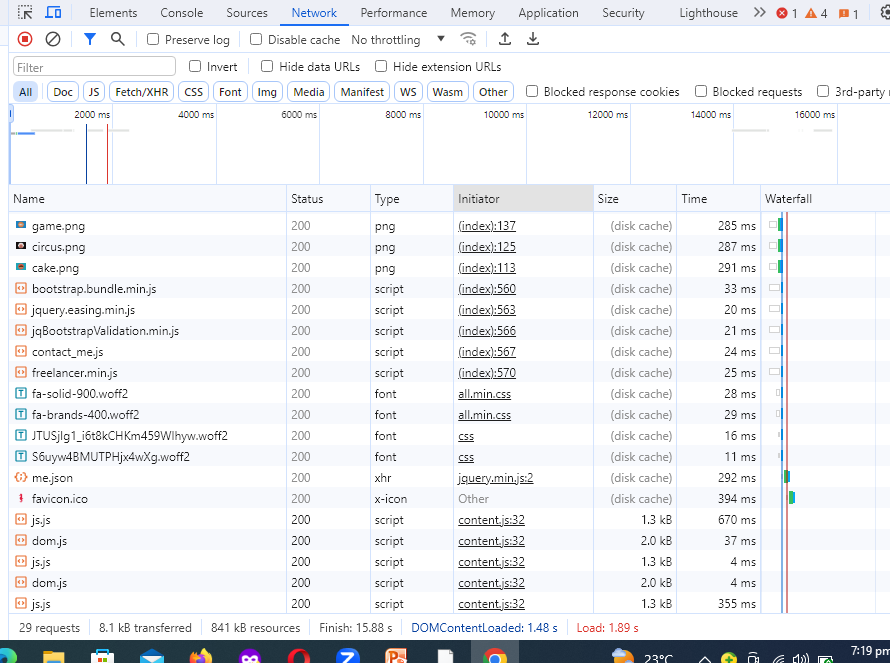 Elements Console Sources Network Performance Memory Application Security Lighthouse 1 4 1
Preserve log Disable cache No throttling
Filter Invert Hide data URLs Hide extension URLs
All Doc JS Fetch/XHR CSS Font Img Media Manifest WS Wasm Other Blocked response cookies Blocked requests 3rd-party
2000 ms 4000 ms 6000 ms 8000 ms 10000 ms 12000 ms 14000 ms 16000 ms
Name Status Type Initiator Size Time Waterfall
game.png 200 png (index):137 (disk cache) 285 ms
circus.png 200 png (index):125 (disk cache) 287 ms
cake.png 200 png (index):113 (disk cache) 291 ms
bootstrap.bundle.min.js 200 script (index):560 (disk cache) 33 ms
jquery.easing.min.js 200 script (index):563 (disk cache) 20 ms
jqBootstrapValidation.min.js 200 script (index):566 (disk cache) 21 ms
contact_me.js 200 script (index):567 (disk cache) 24 ms
freelancer.min.js 200 script (index):570 (disk cache) 25 ms
fa-solid-900.woff2 200 font all.min.css (disk cache) 28 ms
fa-brands-400.woff2 200 font all.min.css (disk cache) 29 ms
JTUSjIg1_i6t8kCHKm459Wlhyw.woff2 200 font css (disk cache) 16 ms
S6uyw4BMUTPHjx4wXg.woff2 200 font css (disk cache) 11 ms
me.json 200 xhr jquery.min.js:2 (disk cache) 292 ms
favicon.ico 200 x-icon Other (disk cache) 394 ms
js.js 200 script content.js:32 1.3 kB 670 ms
dom.js 200 script content.js:32 2.0 kB 37 ms
js.js 200 script content.js:32 1.3 kB 4 ms
dom.js 200 script content.js:32 2.0 kB 4 ms
js.js 200 script content.js:32 1.3 kB 355 ms
29 requests 8.1 kB transferred 841 kB resources Finish: 15.88 s DOMContentLoaded: 1.48 s Load: 1.89 s
23°C 7:19 pm